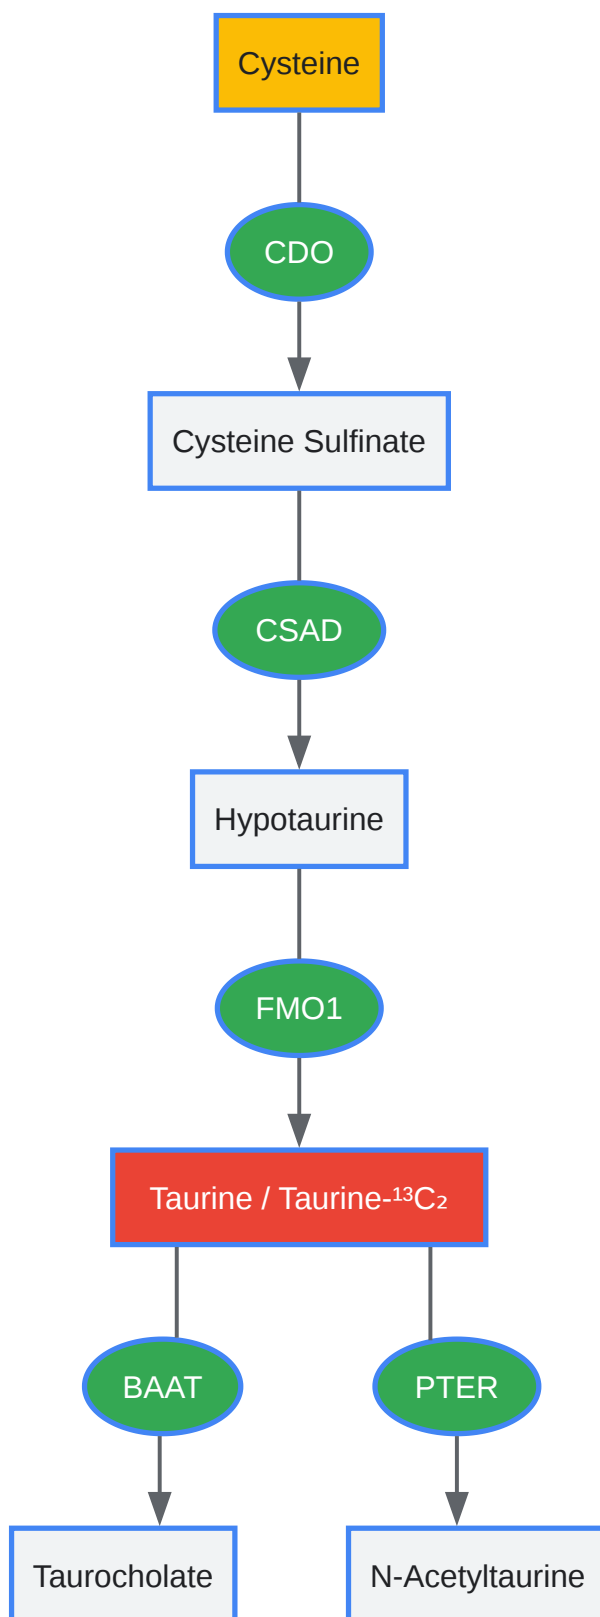 Cysteine
CDO
Cysteine Sulfinate
CSAD
Hypotaurine
FMO1
Taurine / Taurine-¹³C₂
BAAT
PTER
Taurocholate
N-Acetyltaurine